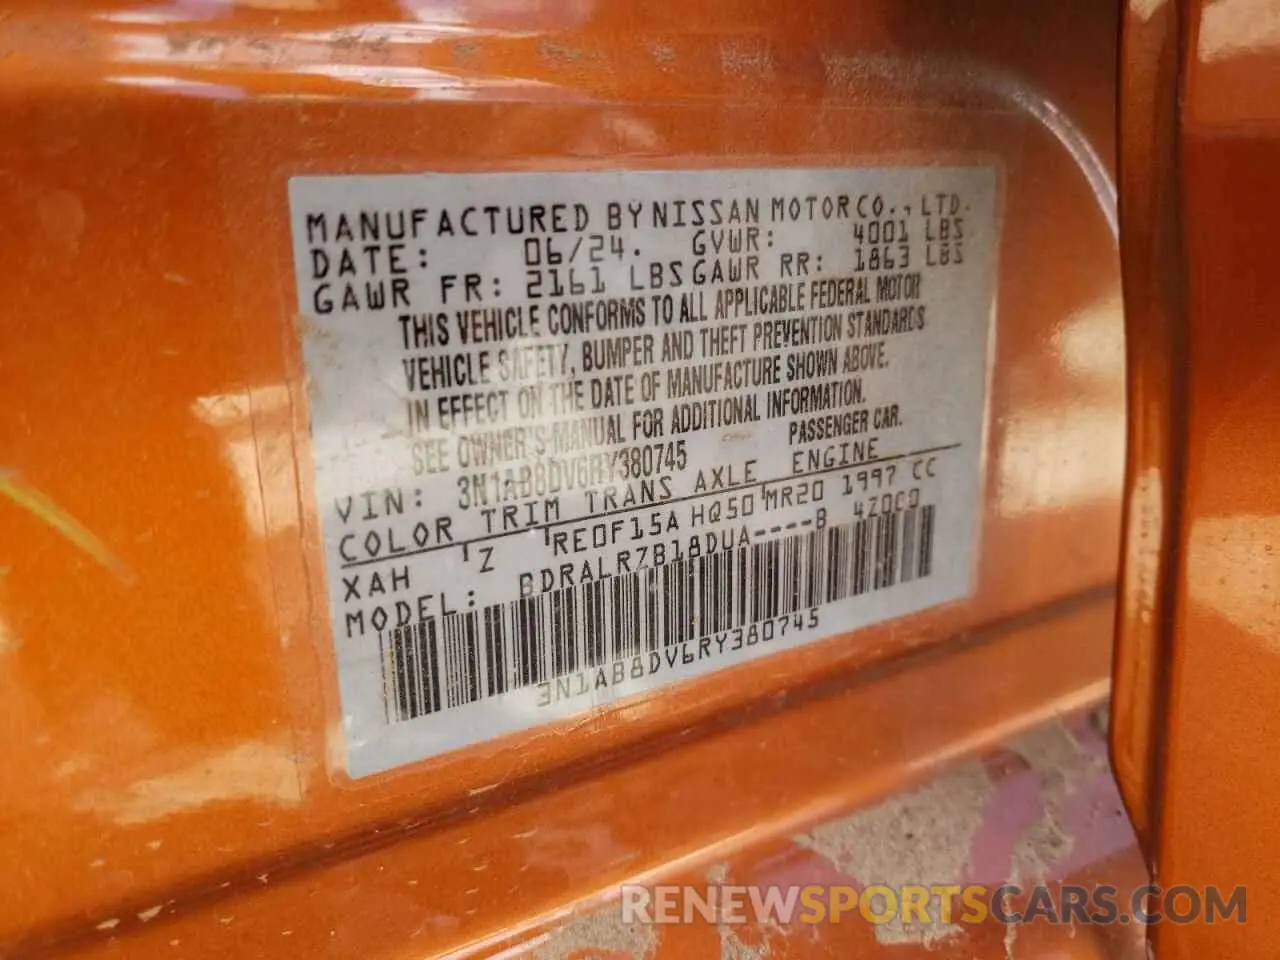 MANUFACTURED BY NISSAN MOTOR CO., LTD.
DATE: 06/24. GVWR: 4001 LBS
GAWR FR: 2161 LBS GAWR RR: 1863 LBS
THIS VEHICLE CONFORMS TO ALL APPLICABLE FEDERAL MOTOR
VEHICLE SAFETY, BUMPER AND THEFT PREVENTION STANDARDS
IN EFFECT ON THE DATE OF MANUFACTURE SHOWN ABOVE.
SEE OWNER'S MANUAL FOR ADDITIONAL INFORMATION.
VIN: 3N1AB8DV6RY380745 PASSENGER CAR.
COLOR TRIM TRANS AXLE ENGINE
XAH Z RE0F15A HQ50 MR20 1997 CC
MODEL: BDRALRZB18DUA----B 4Z0C0
3N1AB8DV6RY380745
RENEWSPORTSCARS.COM